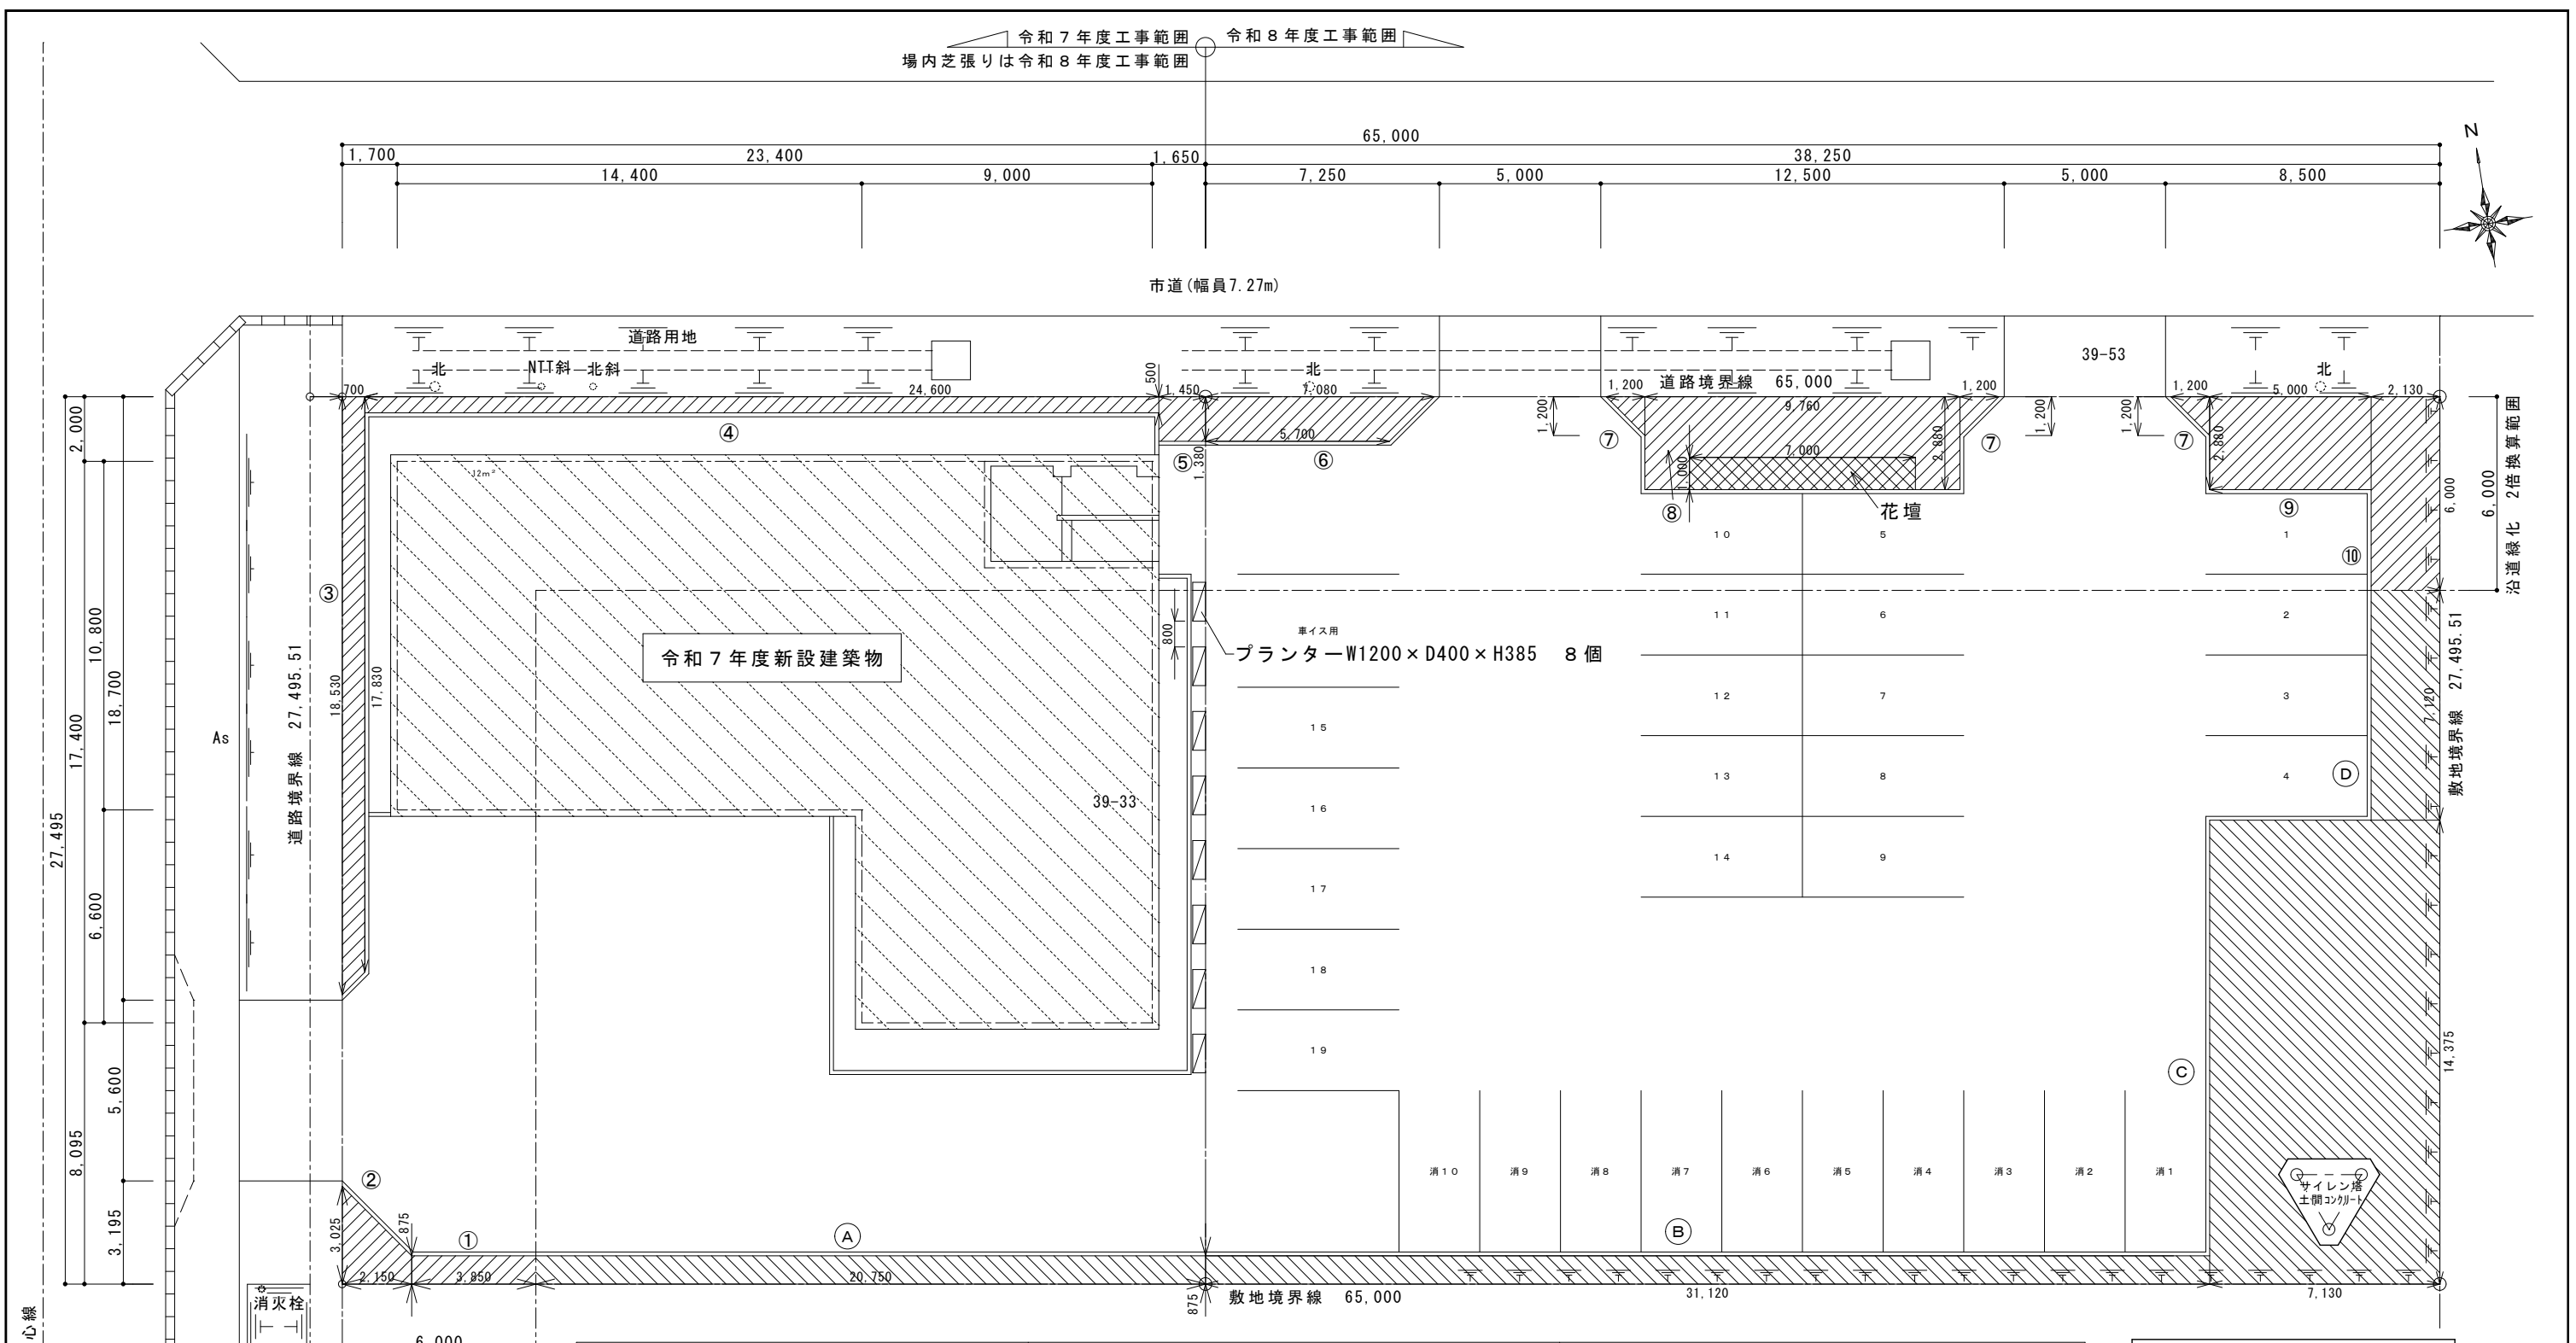 令和７年度工事範囲
令和８年度工事範囲
場内芝張りは令和８年度工事範囲
65,000
1,700
23,400
1,650
38,250
14,400
9,000
7,250
5,000
12,500
5,000
8,500
N
市道(幅員7.27m)
道路用地
39-53
北
NTT斜
北斜
北
北
道路境界線 65,000
700
24,600
500
1,450
7,080
1,200
9,760
1,200
1,200
5,000
2,130
2,000
④
⑤
1,380
5,700
⑥
1,200
⑦
7,000
1,000
2,880
⑦
1,200
1,200
⑦
2,880
⑧
花壇
⑨
⑩
6,000
6,000
沿道緑化 2倍換算範囲
12m²
10
5
1
11
6
2
12
7
3
13
8
4
14
9
③
車イス用
プランターW1200×D400×H385 8個
800
令和７年度新設建築物
道路境界線 27,495.51
18,530
17,830
10,800
18,700
17,400
27,495
6,600
As
39-33
15
16
17
18
19
D
7,120
敷地境界線 27,495.51
C
14,375
5,600
8,095
3,195
②
3,025
875
①
A
B
消10
消9
消8
消7
消6
消5
消4
消3
消2
消1
サイレン塔
土間コンクリート
2,150
3,850
20,750
875
敷地境界線 65,000
31,120
7,130
消火栓
心線
6,000